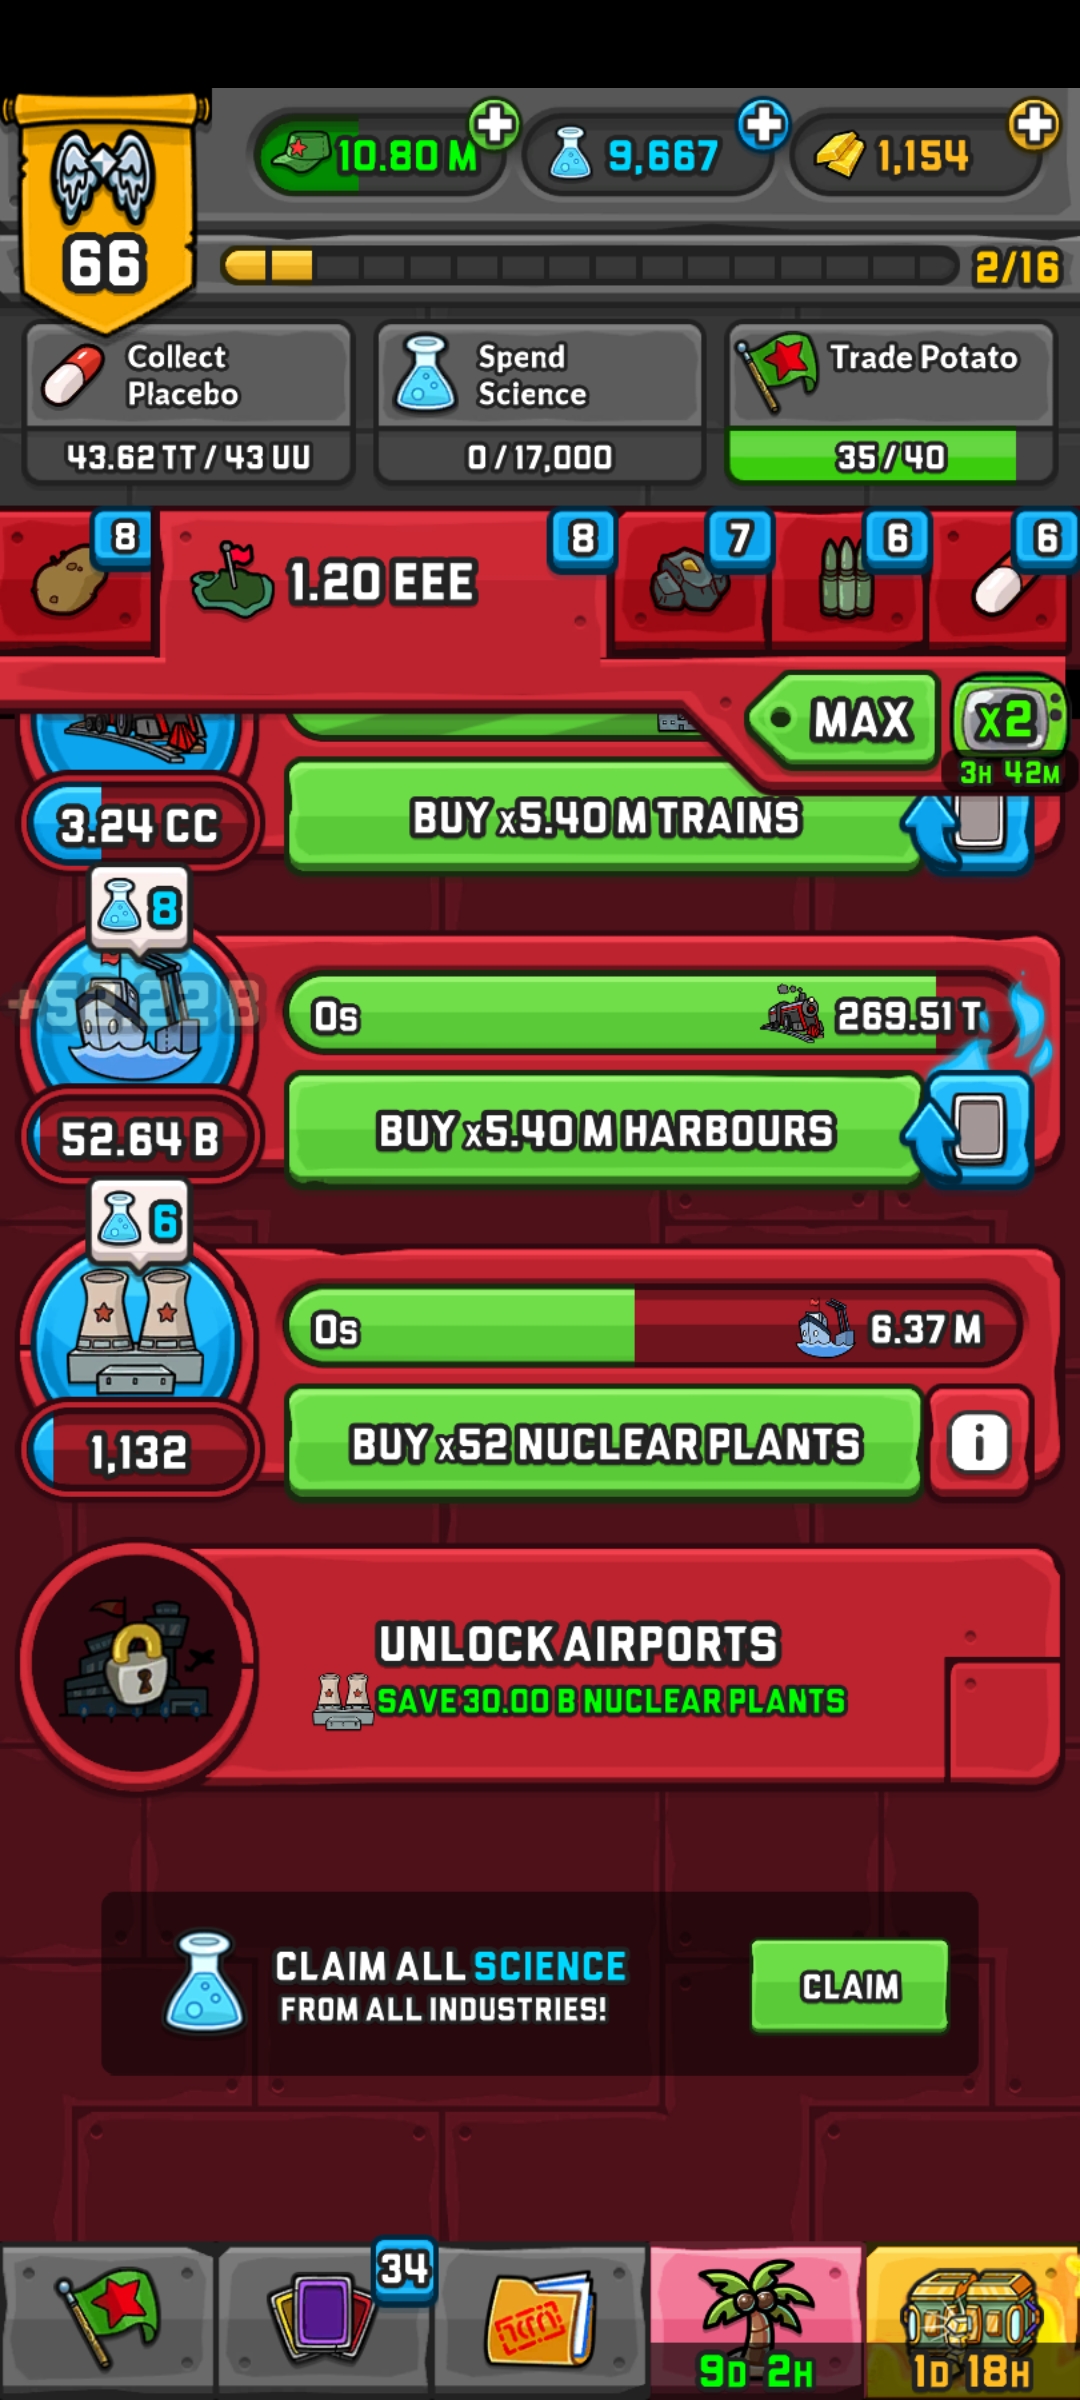 10.80 M
9,667
1,154
66
2/16
Collect
Placebo
Spend
Science
Trade Potato
43.62 TT / 43 UU
0 / 17,000
35 / 40
8
1.20 EEE
8
7
6
6
MAX
x2
3H 42M
3.24 CC
BUY x5.40 M TRAINS
8
+52.22 B
0s
269.51 T
52.64 B
BUY x5.40 M HARBOURS
6
0s
6.37 M
1,132
BUY x52 NUCLEAR PLANTS
i
UNLOCK AIRPORTS
SAVE 30.00 B NUCLEAR PLANTS
CLAIM ALL SCIENCE
FROM ALL INDUSTRIES!
CLAIM
34
9D 2H
1D 18H